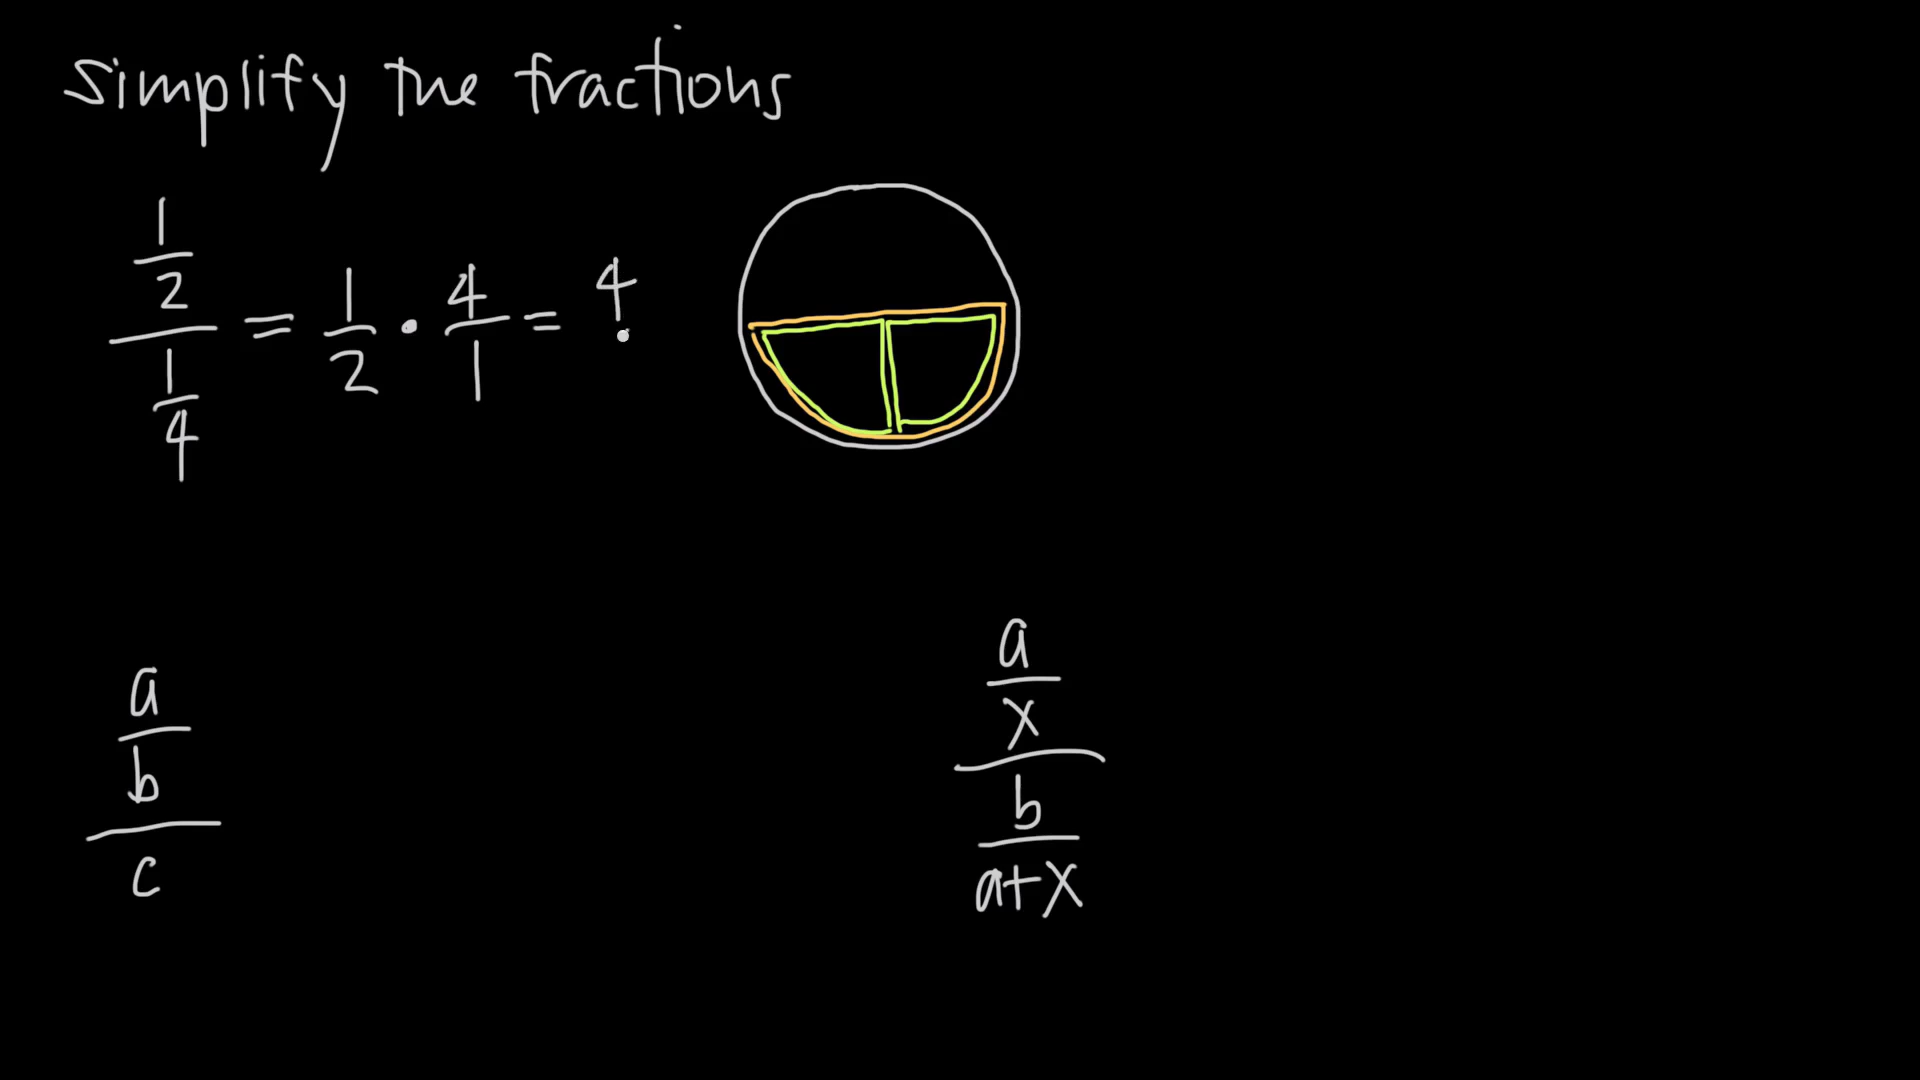 Simplify the fractions
1/2 / 1/4 = 1/2 · 4/1 = 4
a/b / c
a/x / b/a+x